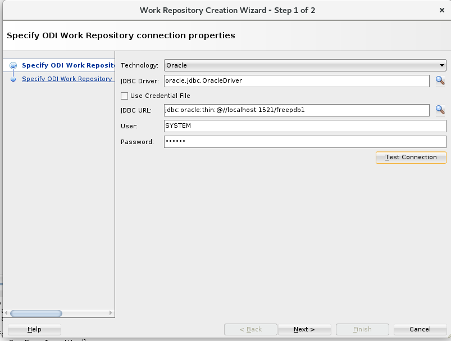 Work Repository Creation Wizard - Step 1 of 2
Specify ODI Work Repository connection properties
Specify ODI Work Reposit
Specify ODI Work Repository
Technology: Oracle
JDBC Driver oracle.jdbc.OracleDriver
Use Credential File
JDBC URL: jdbc:oracle:thin:@//localhost:1521/freepdb1
User: SYSTEM
Password ••••••
Test Connection
Help
< Back
Next >
Finish
Cancel